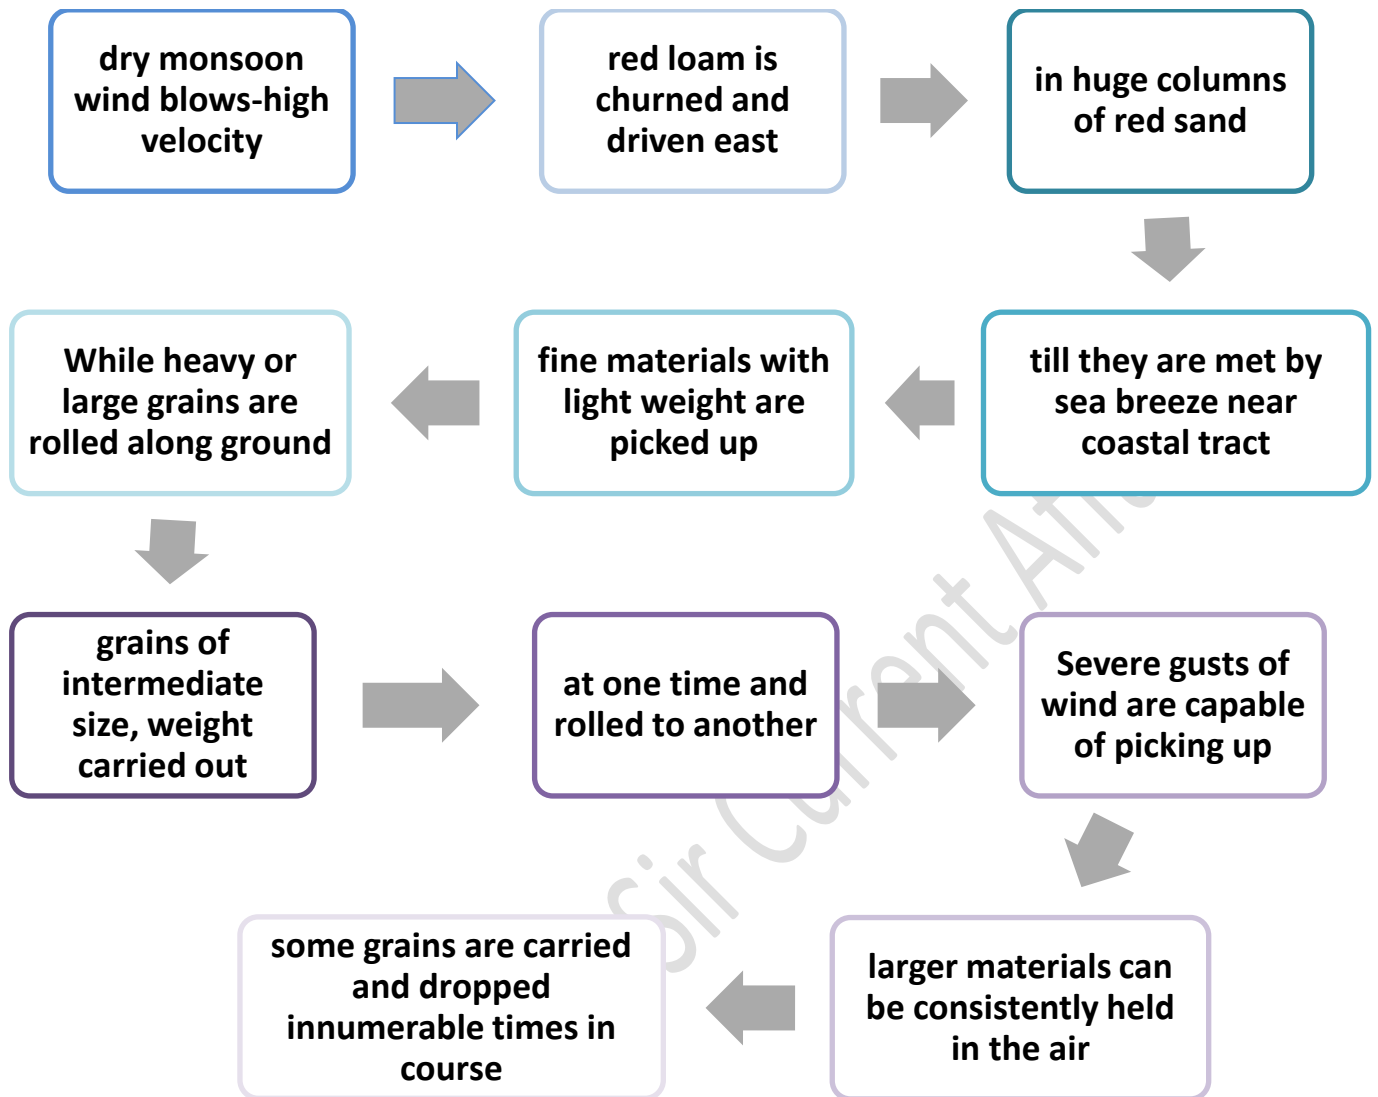 dry monsoon
wind blows-high
velocity
red loam is
churned and
driven east
in huge columns
of red sand
till they are met by
sea breeze near
coastal tract
fine materials with
light weight are
picked up
While heavy or
large grains are
rolled along ground
grains of
intermediate
size, weight
carried out
at one time and
rolled to another
Severe gusts of
wind are capable
of picking up
larger materials can
be consistently held
in the air
some grains are carried
and dropped
innumerable times in
course
Sir Current